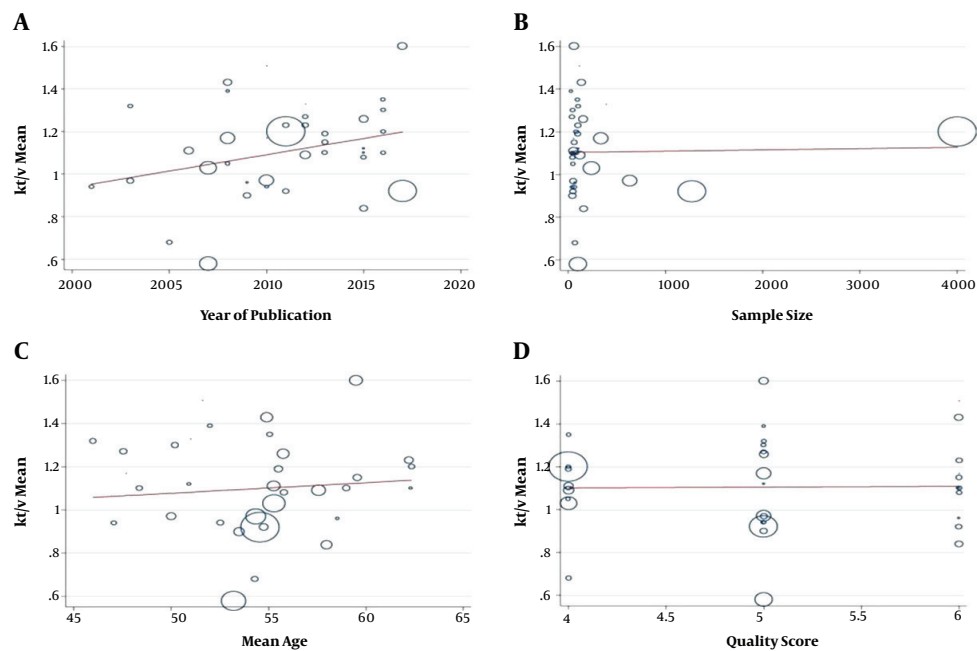 A
kt/v Mean
1.6
1.4
1.2
1
.8
.6
2000 2005 2010 2015 2020
Year of Publication
B
kt/v Mean
1.6
1.4
1.2
1
.8
.6
0 1000 2000 3000 4000
Sample Size
C
kt/v Mean
1.6
1.4
1.2
1
.8
.6
45 50 55 60 65
Mean Age
D
kt/v Mean
1.6
1.4
1.2
1
.8
.6
4 4.5 5 5.5 6
Quality Score